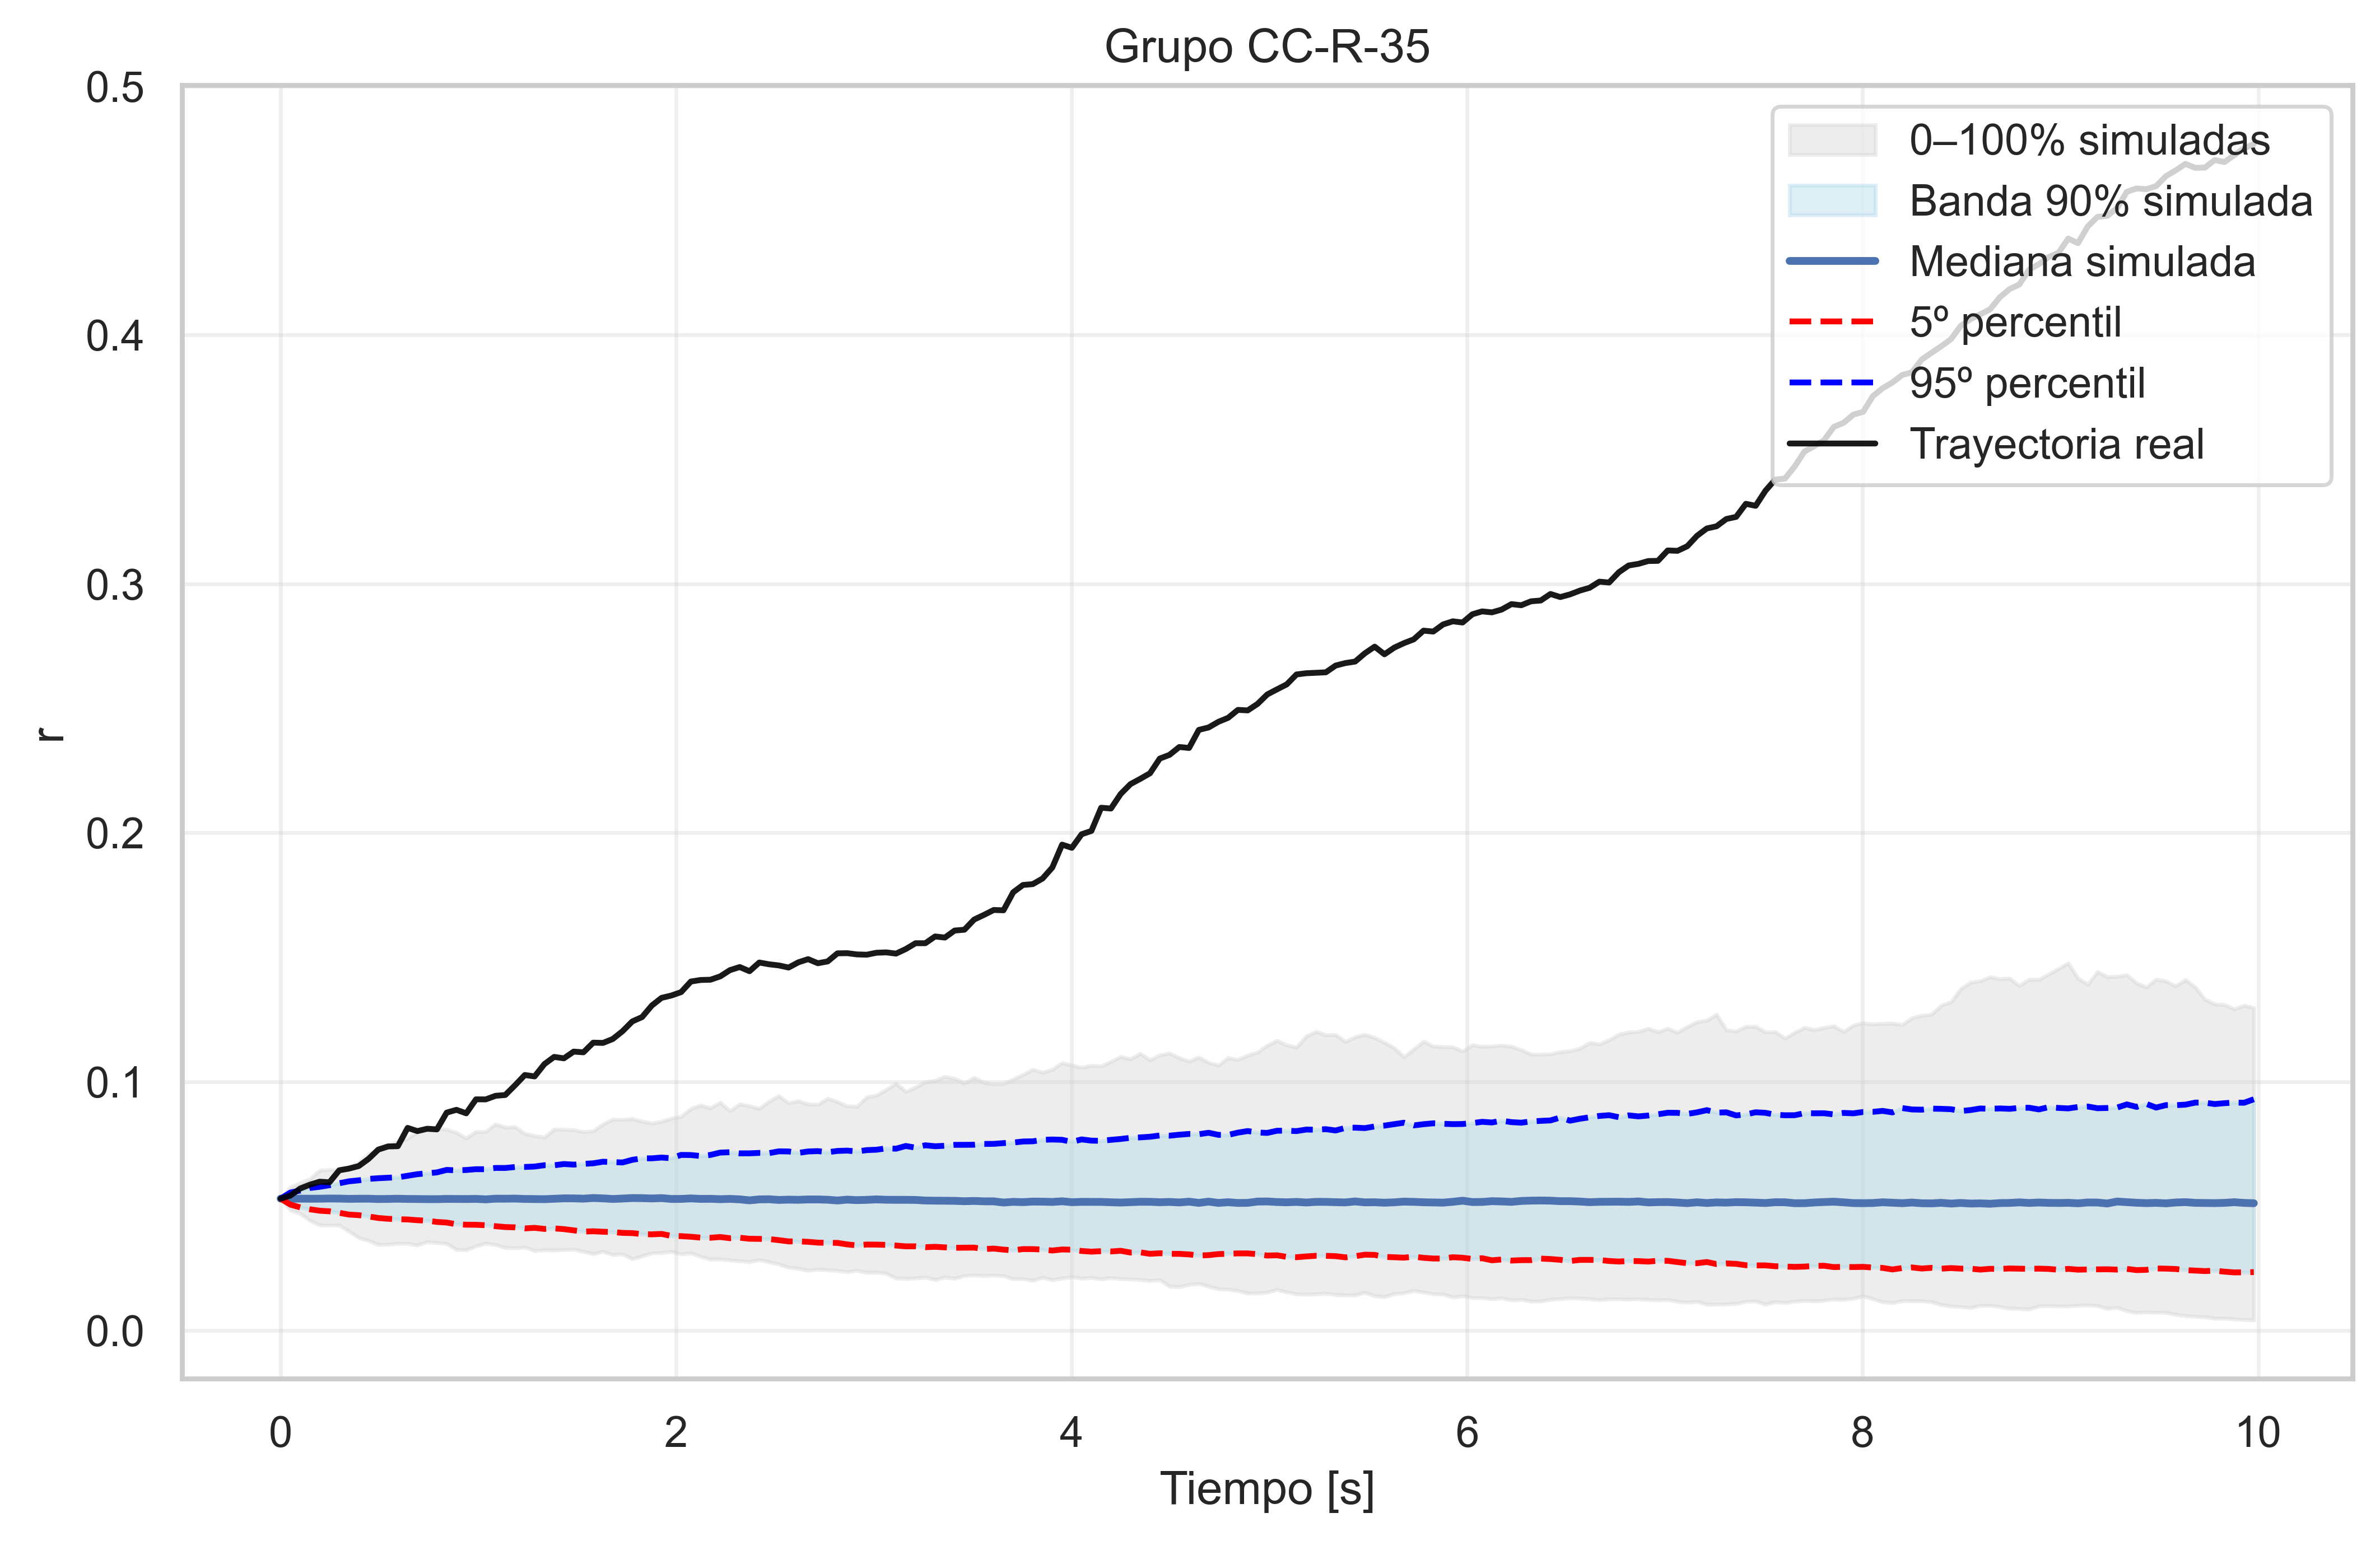 Grupo CC-R-35
0.5
0.4
0.3
0.2
0.1
0.0
r
0–100% simuladas
Banda 90% simulada
Mediana simulada
5º percentil
95º percentil
Trayectoria real
0 2 4 6 8 10
Tiempo [s]